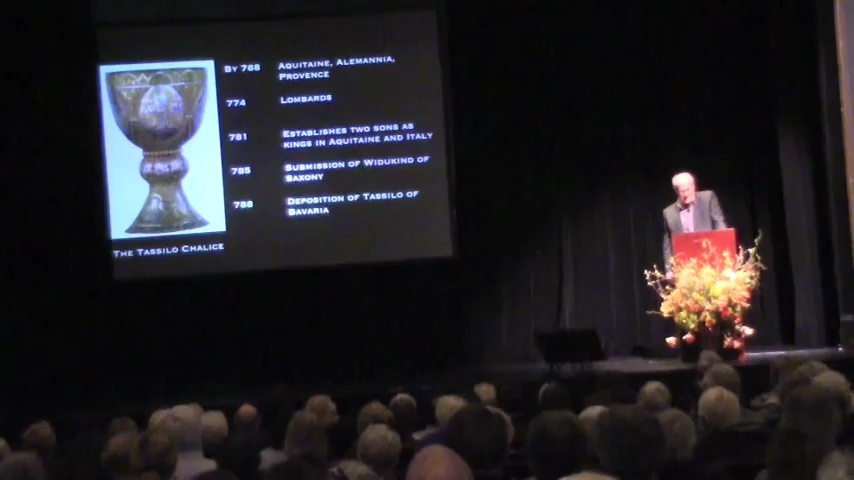 By 768 Aquitaine, Alemannia,
Provence
774 Lombards
781 Establishes two sons as
kings in Aquitaine and Italy
785 Submission of Widukind of
Saxony
788 Deposition of Tassilo of
Bavaria
The Tassilo Chalice